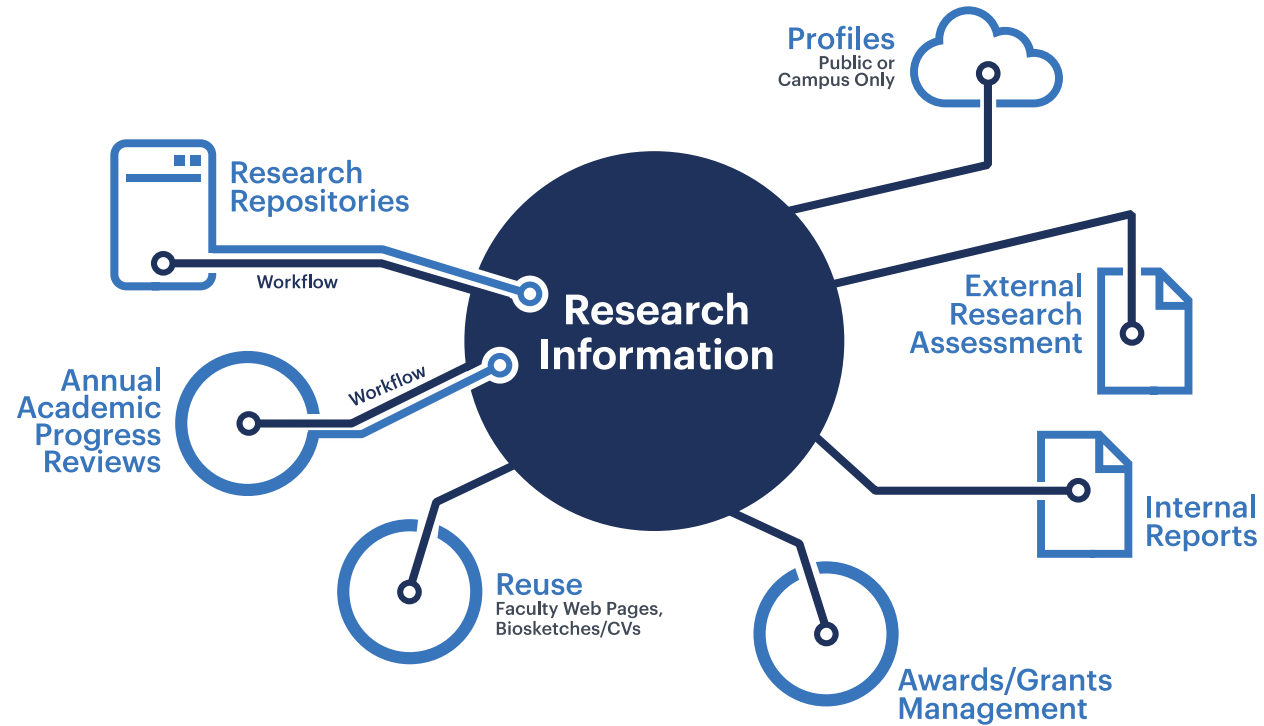 Profiles
Public or
Campus Only
Research
Repositories
Workflow
External
Research
Assessment
Research
Information
Annual
Academic
Progress
Reviews
Workflow
Internal
Reports
Reuse
Faculty Web Pages,
Biosketches/CVs
Awards/Grants
Management